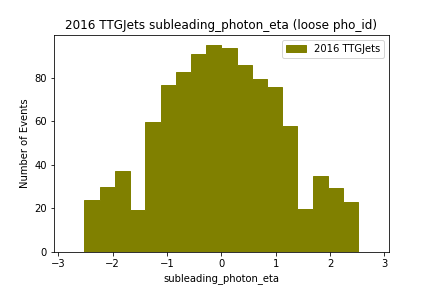 2016 TTGJets subleading_photon_eta (loose pho_id)
2016 TTGJets
Number of Events
80
60
40
20
0
−3 −2 −1 0 1 2 3
subleading_photon_eta